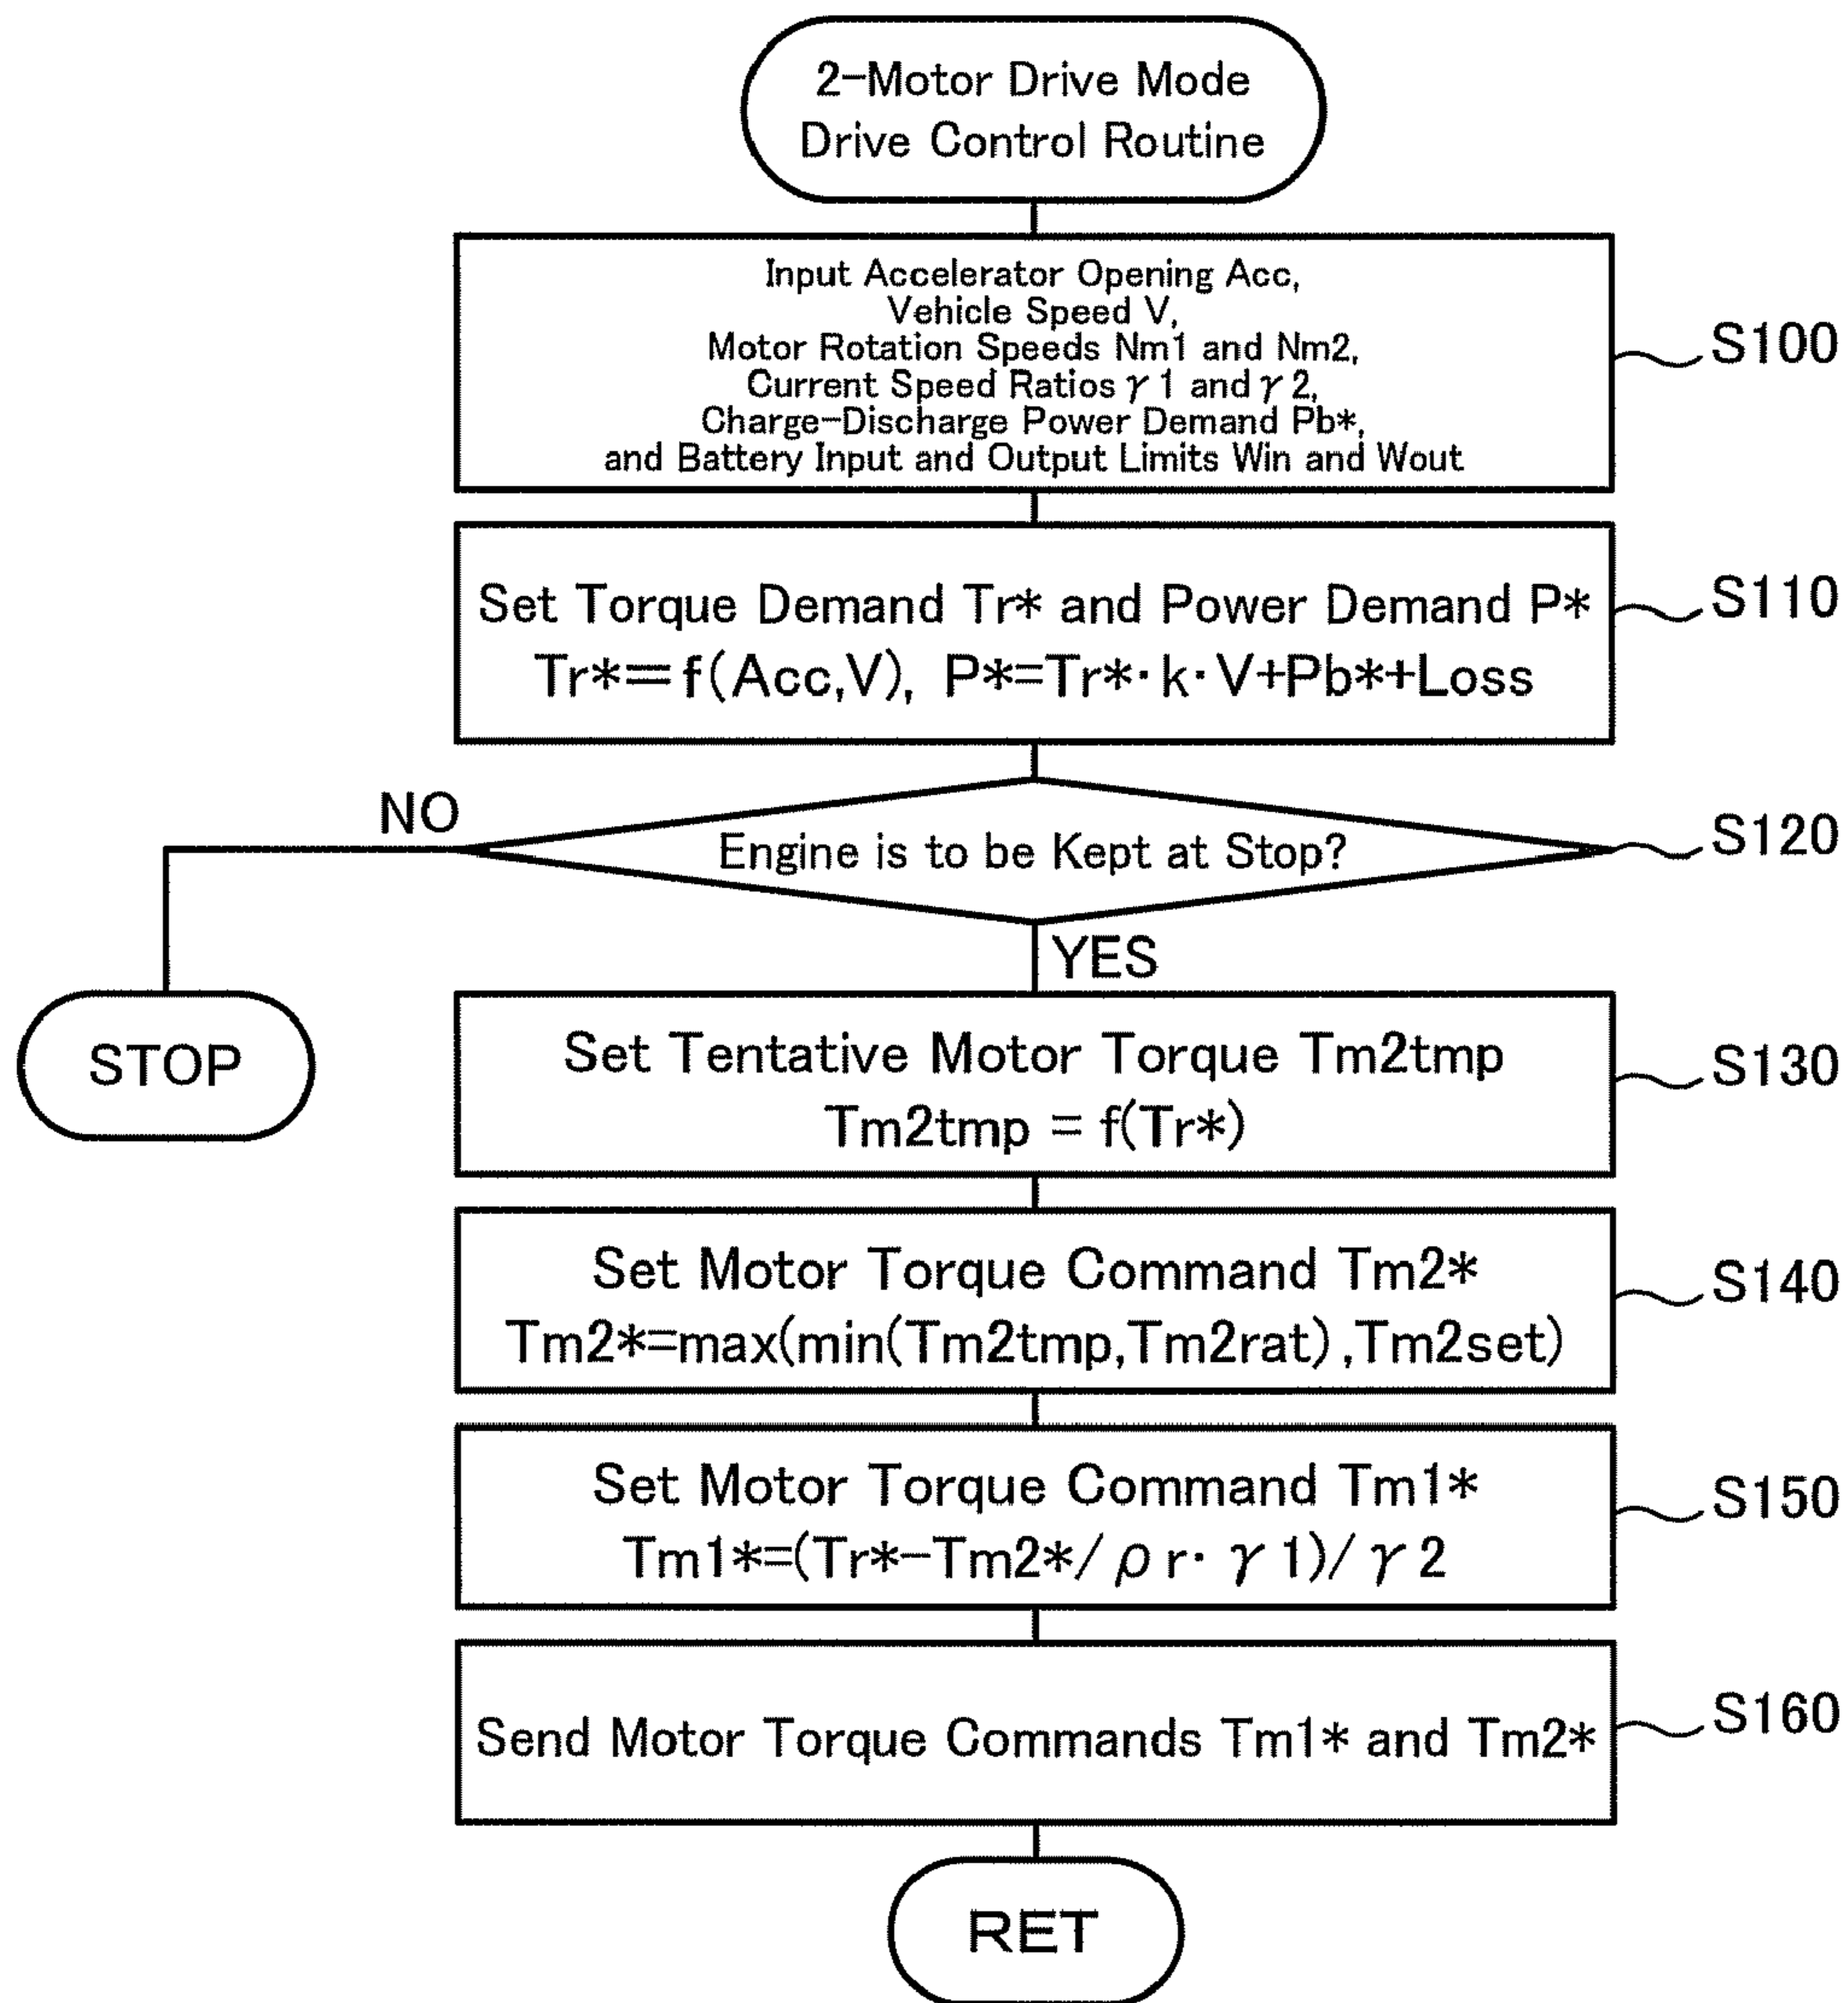 2-Motor Drive Mode
Drive Control Routine
Input Accelerator Opening Acc,
Vehicle Speed V,
Motor Rotation Speeds Nm1 and Nm2,
Current Speed Ratios γ1 and γ2,
Charge-Discharge Power Demand Pb*,
and Battery Input and Output Limits Win and Wout
S100
Set Torque Demand Tr* and Power Demand P*
Tr*=f(Acc,V), P*=Tr*·k·V+Pb*+Loss
S110
NO
Engine is to be Kept at Stop?
S120
YES
STOP
Set Tentative Motor Torque Tm2tmp
Tm2tmp = f(Tr*)
S130
Set Motor Torque Command Tm2*
Tm2*=max(min(Tm2tmp,Tm2rat),Tm2set)
S140
Set Motor Torque Command Tm1*
Tm1*=(Tr*-Tm2*/ρr·γ1)/γ2
S150
Send Motor Torque Commands Tm1* and Tm2*
S160
RET